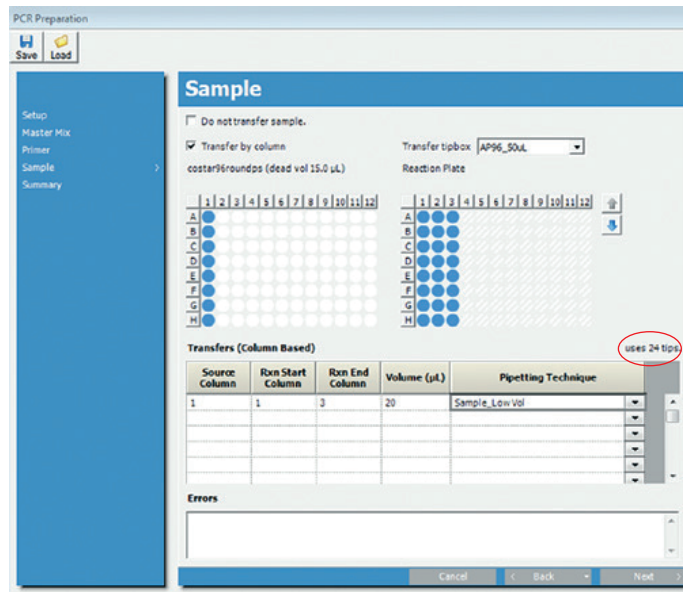 PCR Preparation
Save Load
Setup
Master Mix
Primer
Sample >
Summary
Sample
Do not transfer sample.
Transfer by column
Transfer tipbox AP96_50uL
costar96roundps (dead vol 15.0 μL)
Reaction Plate
1 2 3 4 5 6 7 8 9 10 11 12
A
B
C
D
E
F
G
H
1 2 3 4 5 6 7 8 9 10 11 12
A
B
C
D
E
F
G
H
Transfers (Column Based)
uses 24 tips.
Source Column
Rxn Start Column
Rxn End Column
Volume (μL)
Pipetting Technique
1 1 3 20 Sample_Low Vol
Errors
Cancel < Back Next >